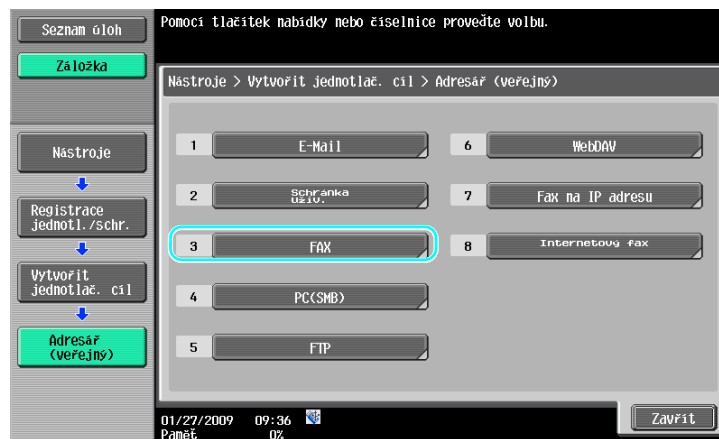 Seznam úloh
Pomocí tlačítek nabídky nebo číselnice proveďte volbu.
Záložka
Nástroje > Vytvořit jednotlač. cíl > Adresář (veřejný)
1 E-Mail
6 WebDAV
Nástroje
2 Schránka
uživ.
7 Fax na IP adresu
Registrace
jednotl./schr.
3 FAX
8 Internetový fax
Vytvořit
jednotlač. cíl
4 PC(SMB)
Adresář
(veřejný)
5 FTP
01/27/2009 09:36
Paměť 0%
Zavřít